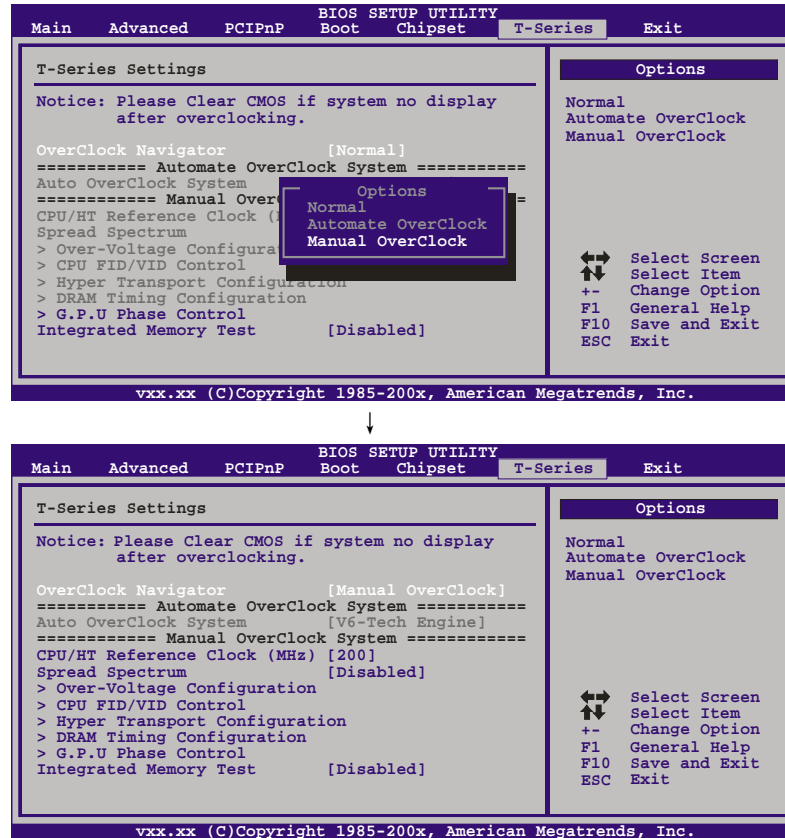 BIOS SETUP UTILITY
Main Advanced PCIPnP Boot Chipset T-Series Exit
T-Series Settings
Notice: Please Clear CMOS if system no display
after overclocking.
OverClock Navigator [Normal]
=========== Automate OverClock System ===========
Auto OverClock System
============ Manual Over =
CPU/HT Reference Clock (
Spread Spectrum
> Over-Voltage Configurat
> CPU FID/VID Control
> Hyper Transport Configuration
> DRAM Timing Configuration
> G.P.U Phase Control
Integrated Memory Test [Disabled]
Options
Normal
Automate OverClock
Manual OverClock
Options
Normal
Automate OverClock
Manual OverClock
Select Screen
Select Item
+- Change Option
F1 General Help
F10 Save and Exit
ESC Exit
vxx.xx (C)Copyright 1985-200x, American Megatrends, Inc.
BIOS SETUP UTILITY
Main Advanced PCIPnP Boot Chipset T-Series Exit
T-Series Settings
Notice: Please Clear CMOS if system no display
after overclocking.
OverClock Navigator [Manual OverClock]
=========== Automate OverClock System ===========
Auto OverClock System [V6-Tech Engine]
============ Manual OverClock System ============
CPU/HT Reference Clock (MHz) [200]
Spread Spectrum [Disabled]
> Over-Voltage Configuration
> CPU FID/VID Control
> Hyper Transport Configuration
> DRAM Timing Configuration
> G.P.U Phase Control
Integrated Memory Test [Disabled]
Options
Normal
Automate OverClock
Manual OverClock
Select Screen
Select Item
+- Change Option
F1 General Help
F10 Save and Exit
ESC Exit
vxx.xx (C)Copyright 1985-200x, American Megatrends, Inc.